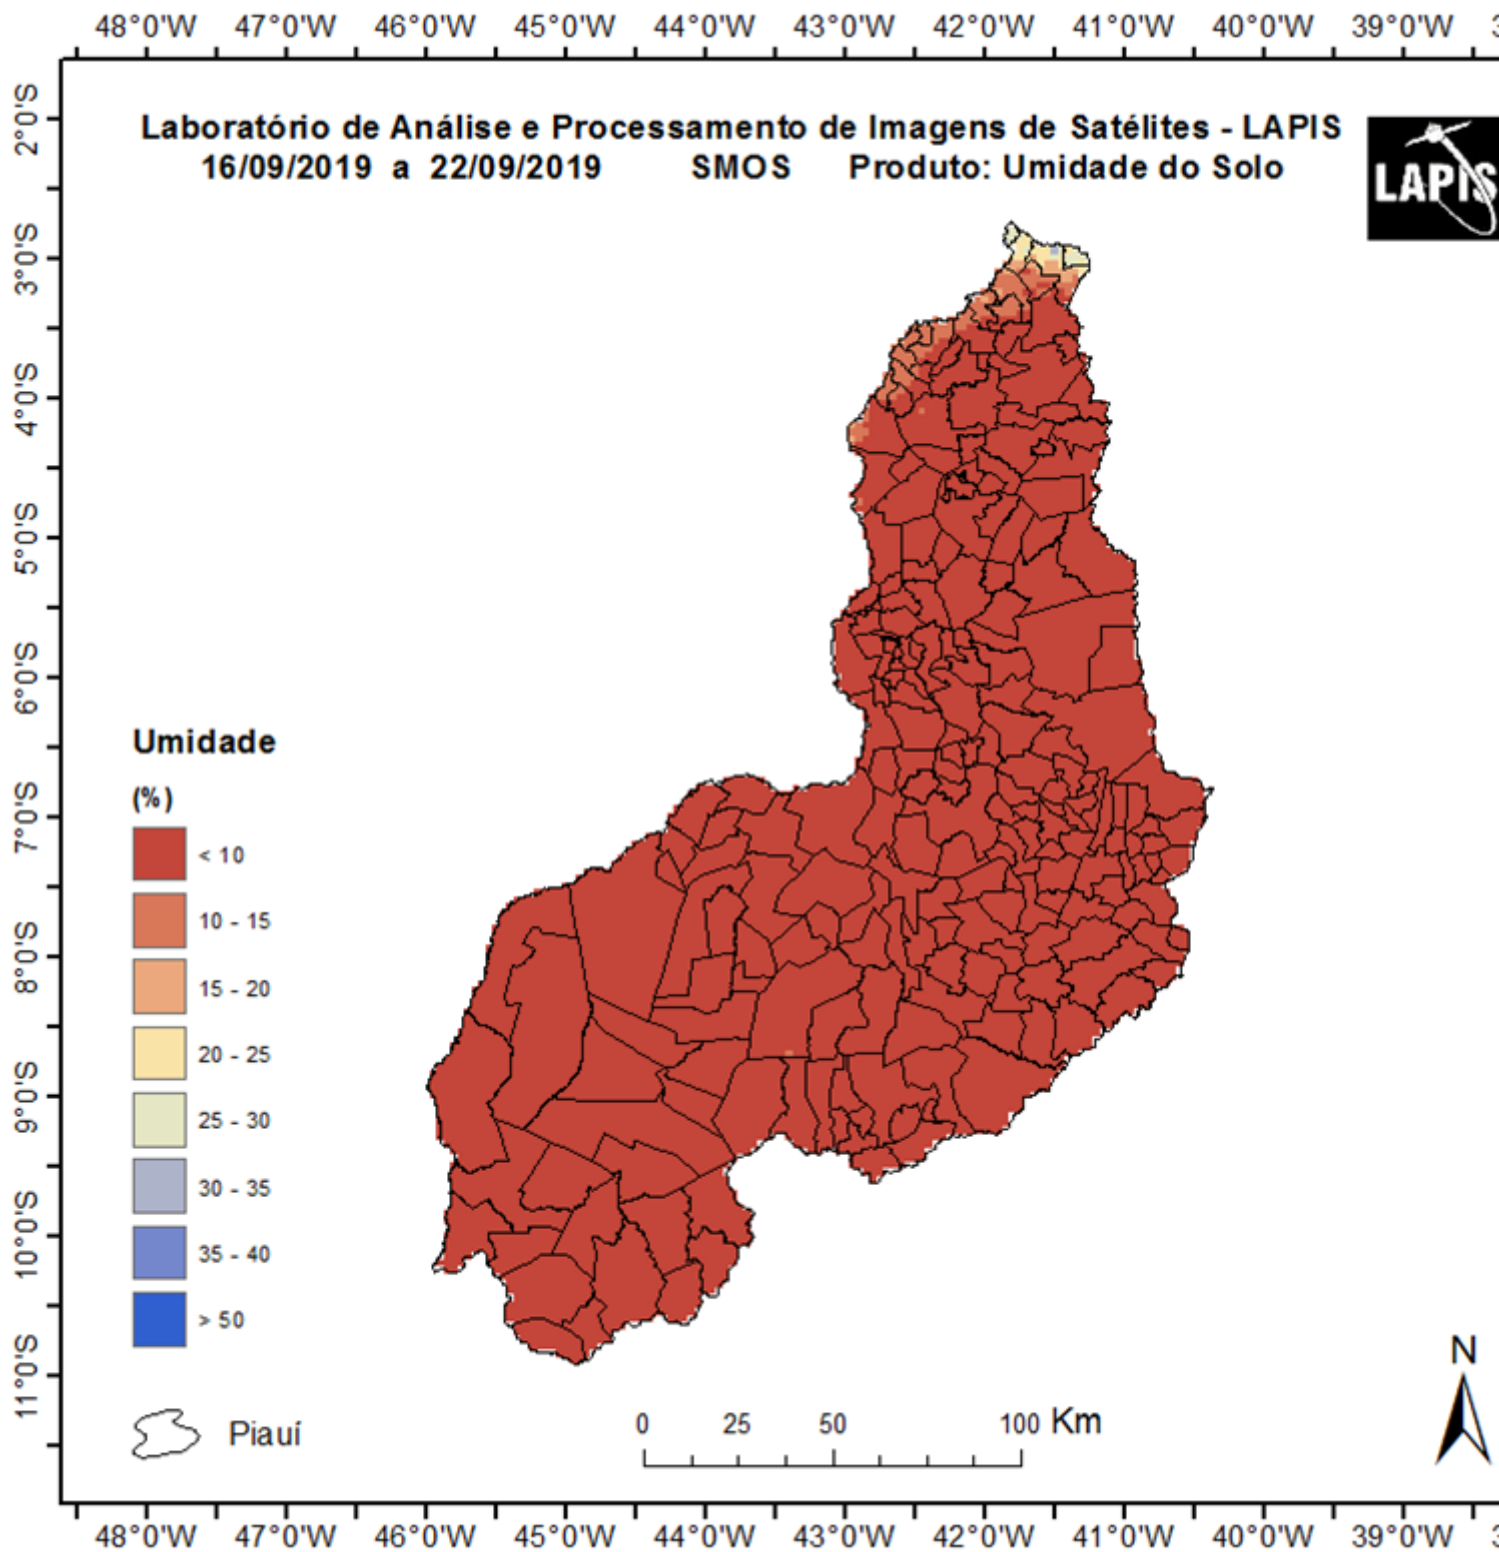 48°0'W 47°0'W 46°0'W 45°0'W 44°0'W 43°0'W 42°0'W 41°0'W 40°0'W 39°0'W 3
Laboratório de Análise e Processamento de Imagens de Satélites - LAPIS
16/09/2019 a 22/09/2019 SMOS Produto: Umidade do Solo
LAPIS
2°0'S
3°0'S
4°0'S
5°0'S
6°0'S
7°0'S
8°0'S
9°0'S
10°0'S
11°0'S
Umidade
(%)
< 10
10 - 15
15 - 20
20 - 25
25 - 30
30 - 35
35 - 40
> 50
Piauí
0 25 50 100 Km
N
48°0'W 47°0'W 46°0'W 45°0'W 44°0'W 43°0'W 42°0'W 41°0'W 40°0'W 39°0'W 3